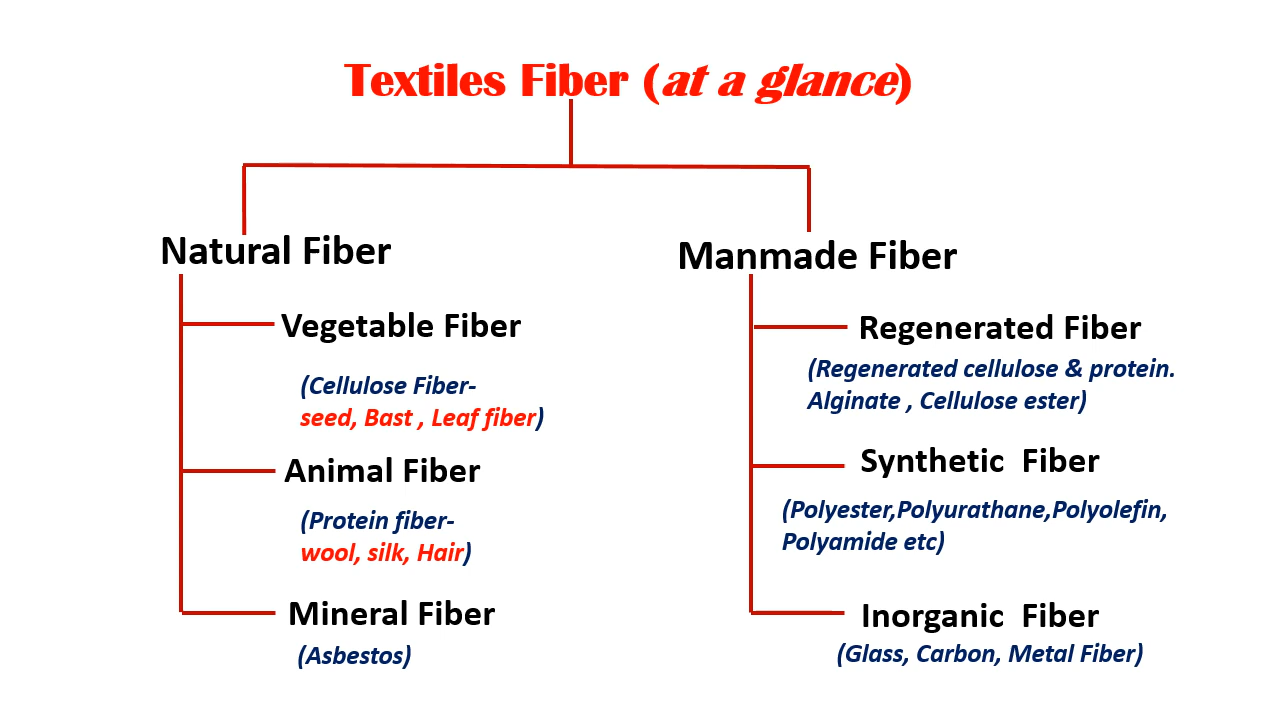 Textiles Fiber (at a glance)
Natural Fiber
Vegetable Fiber
(Cellulose Fiber-
seed, Bast , Leaf fiber)
Animal Fiber
(Protein fiber-
wool, silk, Hair)
Mineral Fiber
(Asbestos)
Manmade Fiber
Regenerated Fiber
(Regenerated cellulose & protein.
Alginate , Cellulose ester)
Synthetic  Fiber
(Polyester,Polyurathane,Polyolefin,
Polyamide etc)
Inorganic  Fiber
(Glass, Carbon, Metal Fiber)